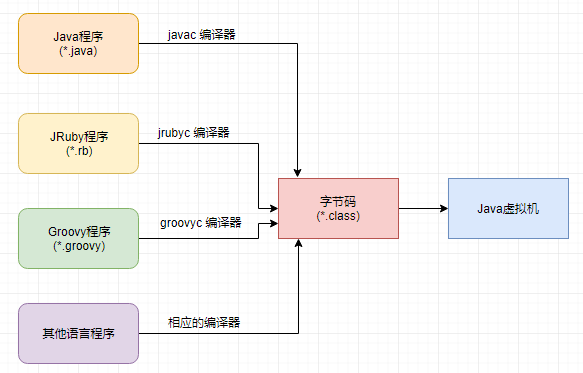 Java程序
(*.java)
javac 编译器
JRuby程序
(*.rb)
jrubyc 编译器
Groovy程序
(*.groovy)
groovyc 编译器
其他语言程序
相应的编译器
字节码
(*.class)
Java虚拟机